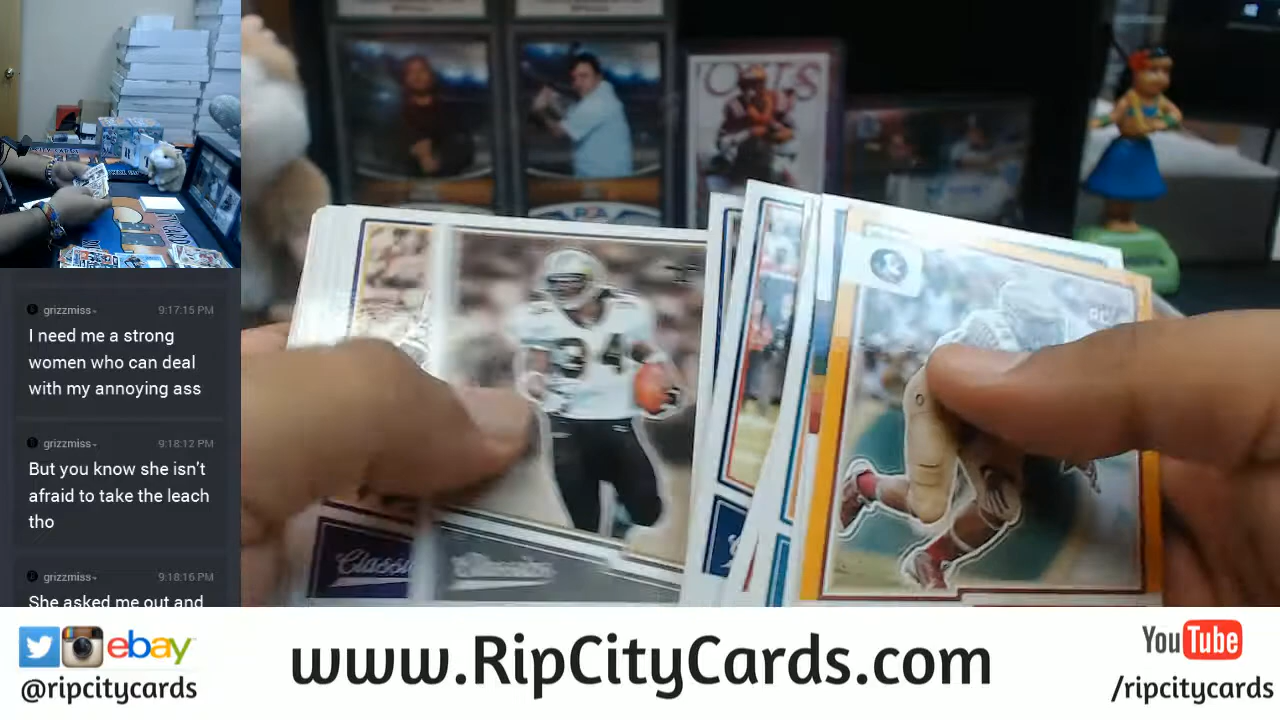 grizzmiss
9:17:15 PM
I need me a strong
women who can deal
with my annoying ass
grizzmiss
9:18:12 PM
But you know she isn't
afraid to take the leach
tho
grizzmiss
9:18:16 PM
She asked me out and
34
Classics
ebay
@ripcitycards
www.RipCityCards.com
YouTube
/ripcitycards